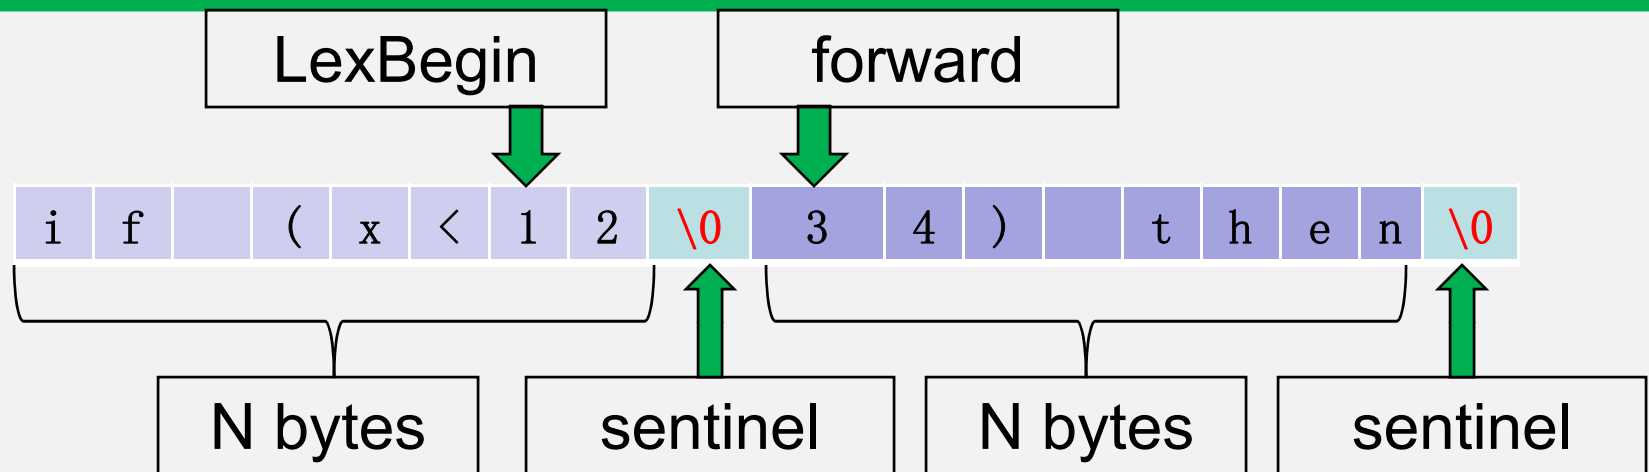 LexBegin forward
i f ( x < 1 2 \0 3 4 ) t h e n \0
N bytes sentinel N bytes sentinel